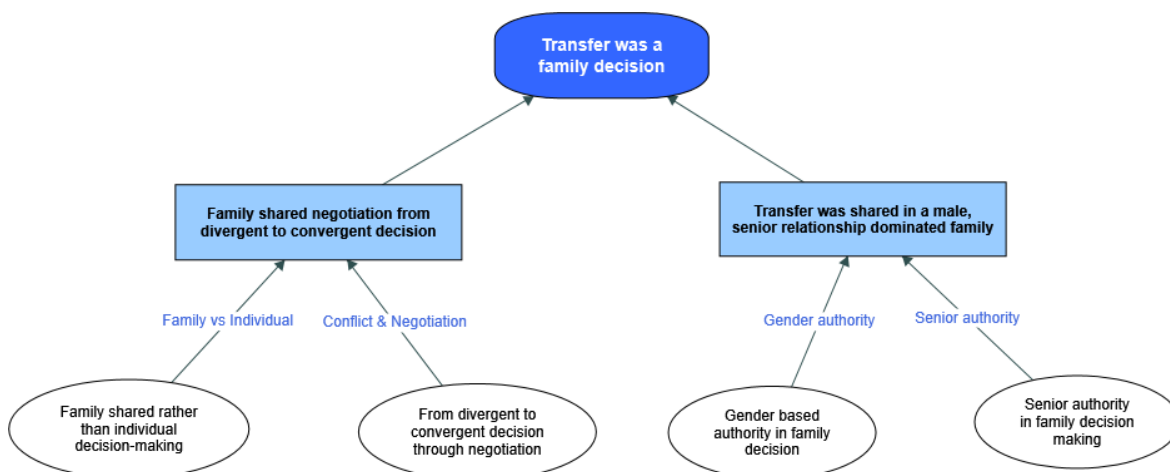 Transfer was a
family decision
Family shared negotiation from
divergent to convergent decision
Transfer was shared in a male,
senior relationship dominated family
Family vs Individual
Conflict & Negotiation
Gender authority
Senior authority
Family shared rather
than individual
decision-making
From divergent to
convergent decision
through negotiation
Gender based
authority in family
decision
Senior authority
in family decision
making